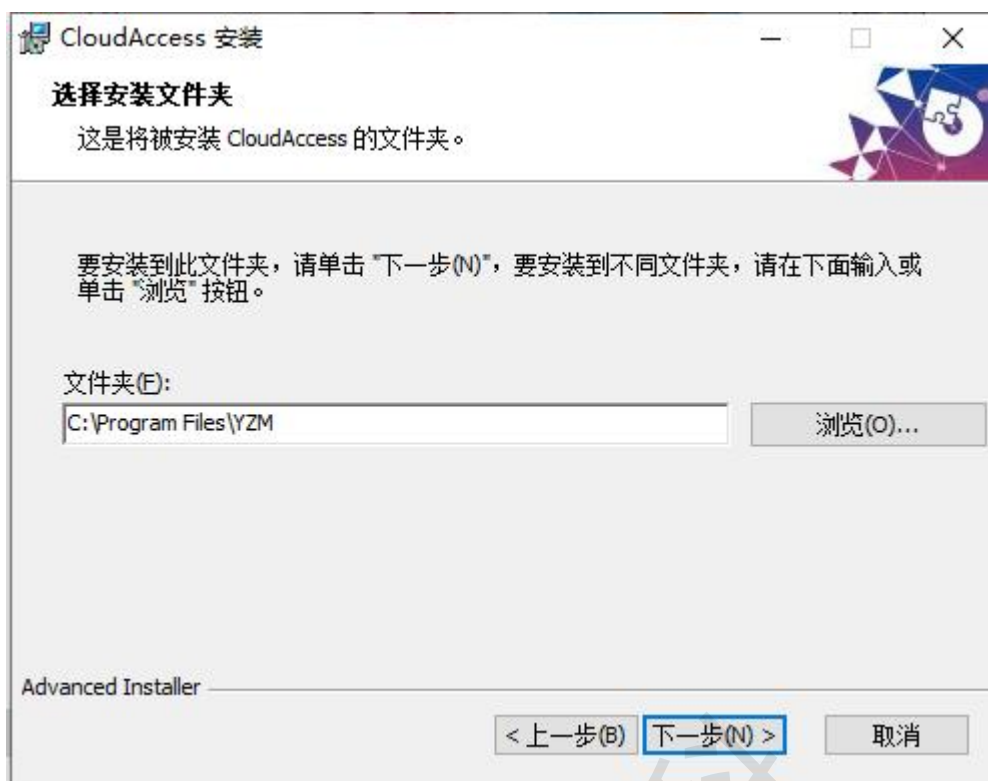 CloudAccess 安装
选择安装文件夹
这是将被安装 CloudAccess 的文件夹。
要安装到此文件夹，请单击 "下一步(N)"，要安装到不同文件夹，请在下面输入或
单击 "浏览" 按钮。
文件夹(F):
C:\Program Files\YZM
浏览(O)...
Advanced Installer
< 上一步(B)
下一步(N) >
取消